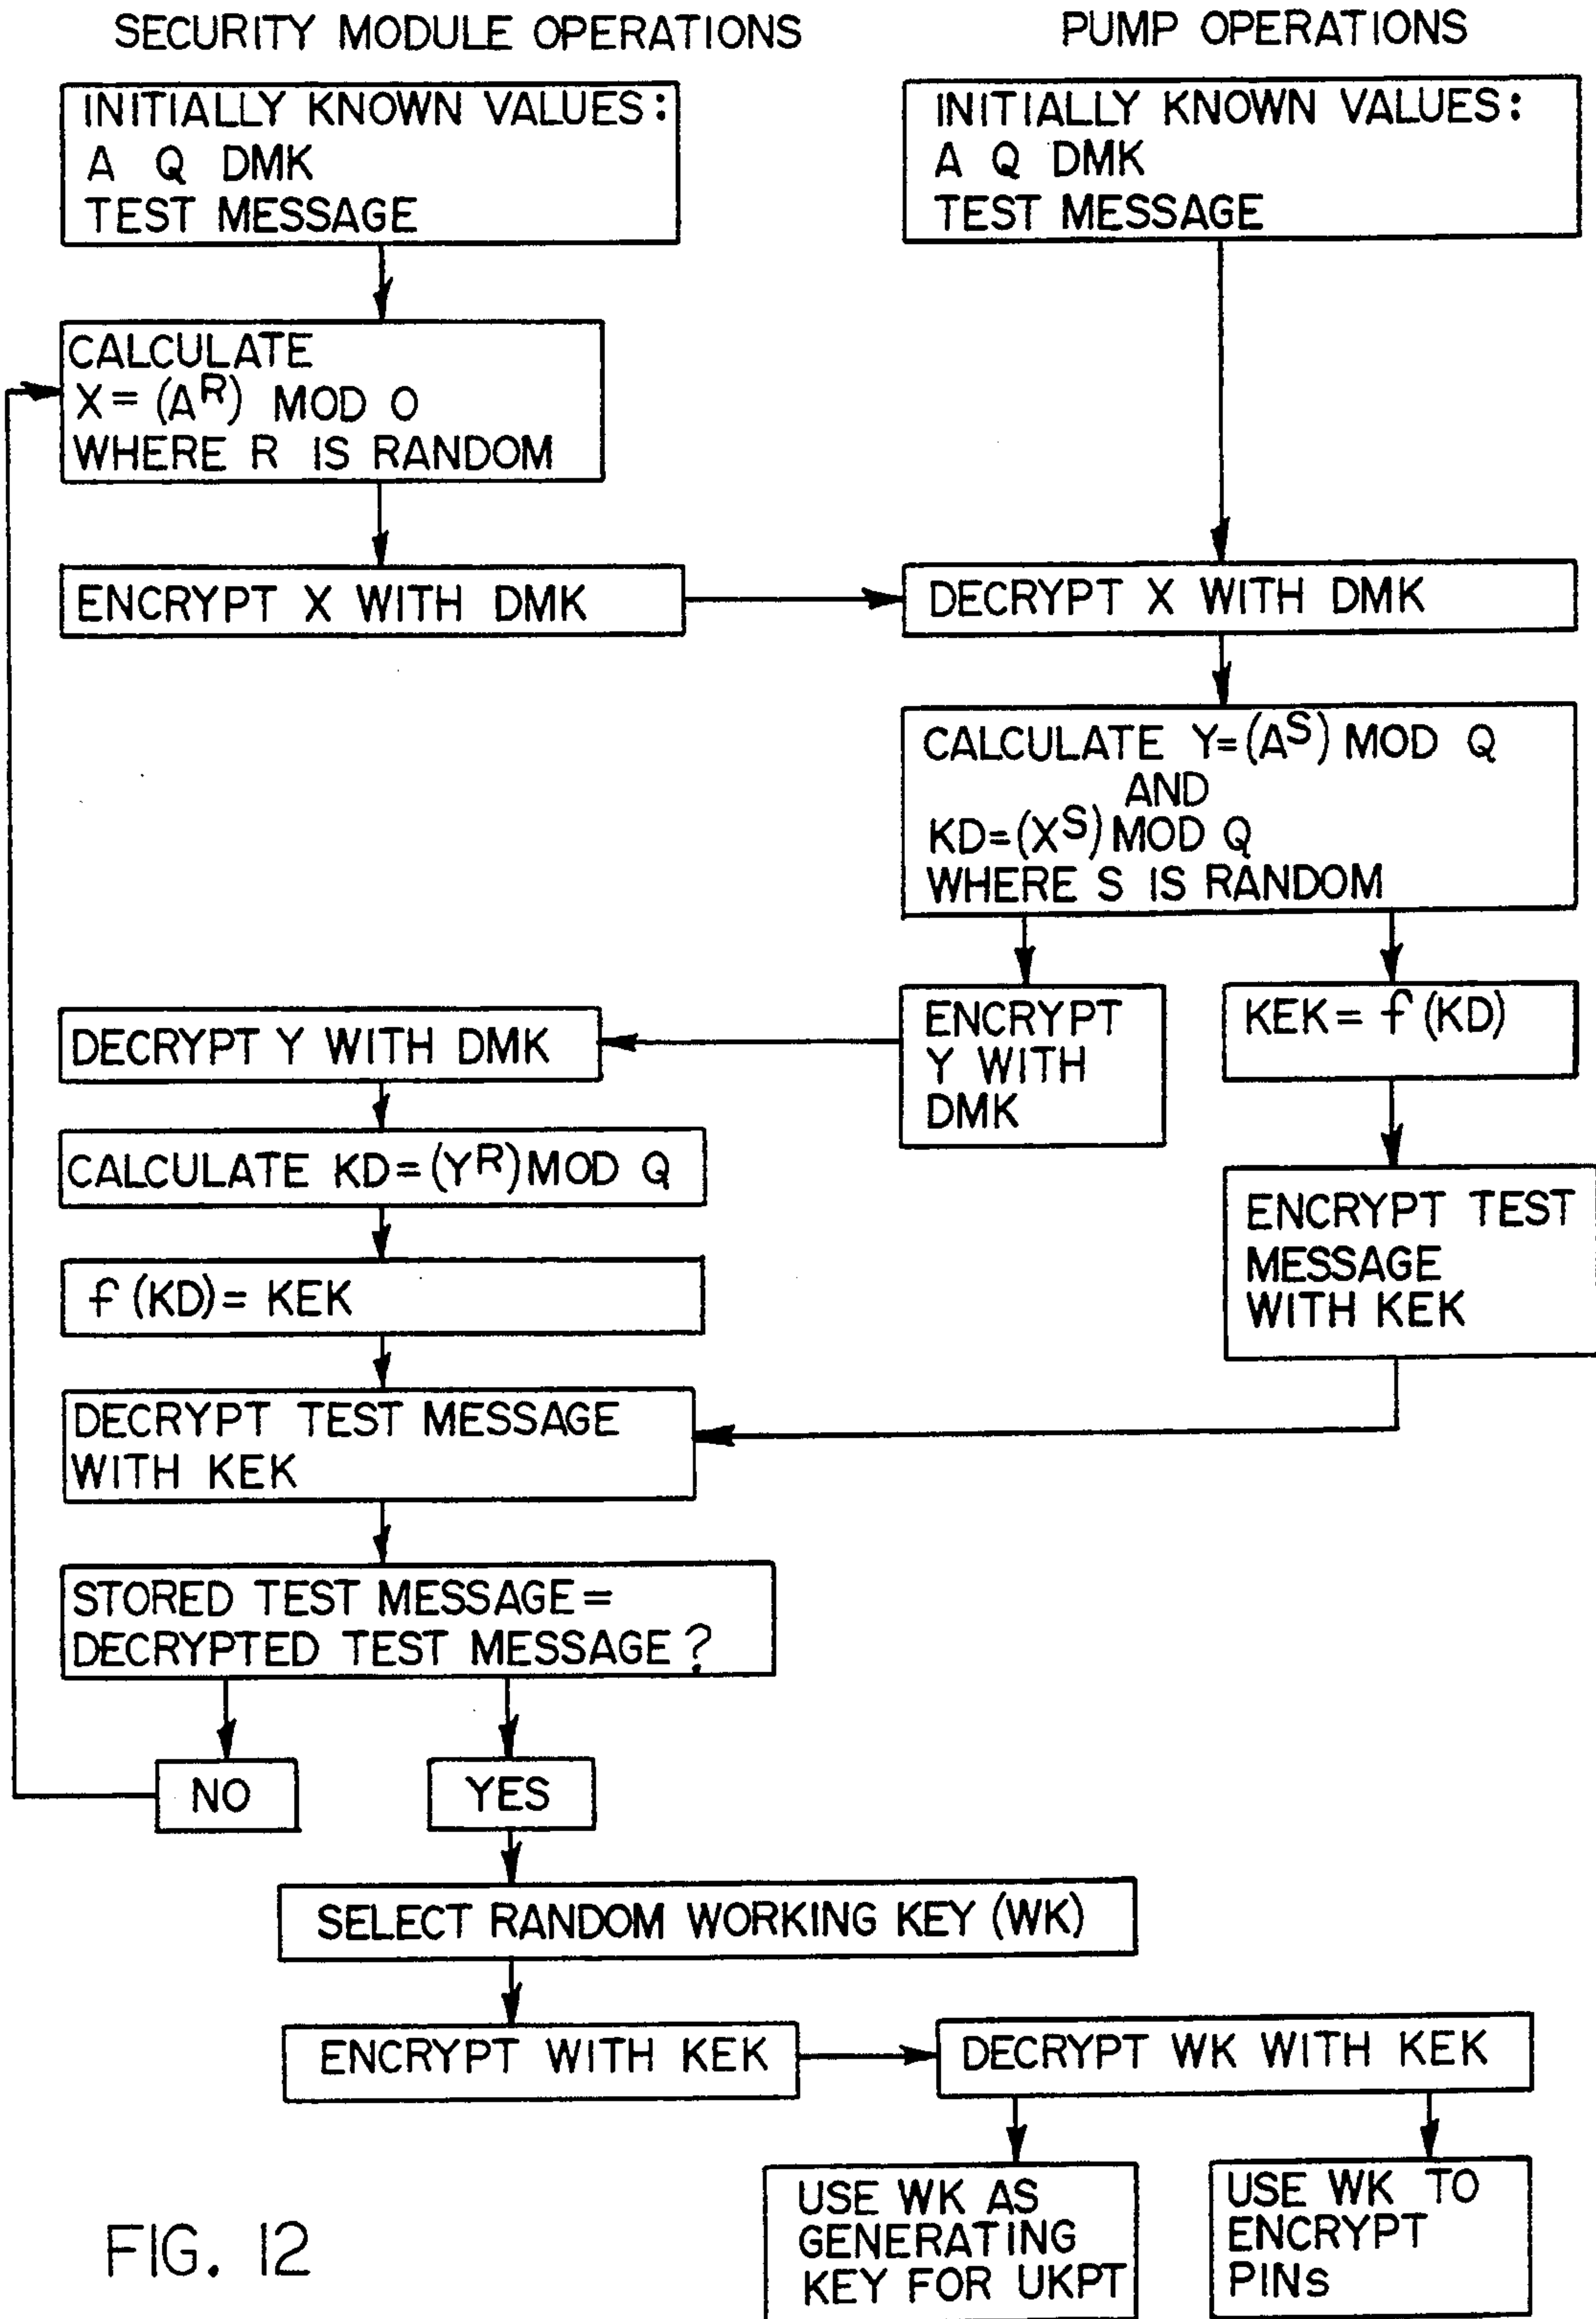 SECURITY MODULE OPERATIONS
PUMP OPERATIONS
INITIALLY KNOWN VALUES:
A Q DMK
TEST MESSAGE
INITIALLY KNOWN VALUES:
A Q DMK
TEST MESSAGE
CALCULATE
X = (A^R) MOD O
WHERE R IS RANDOM
ENCRYPT X WITH DMK
DECRYPT X WITH DMK
CALCULATE Y=(A^S) MOD Q
AND
KD=(X^S) MOD Q
WHERE S IS RANDOM
ENCRYPT
Y WITH
DMK
KEK = f (KD)
DECRYPT Y WITH DMK
CALCULATE KD=(Y^R) MOD Q
f (KD) = KEK
ENCRYPT TEST
MESSAGE
WITH KEK
DECRYPT TEST MESSAGE
WITH KEK
STORED TEST MESSAGE =
DECRYPTED TEST MESSAGE ?
NO
YES
SELECT RANDOM WORKING KEY (WK)
ENCRYPT WITH KEK
DECRYPT WK WITH KEK
USE WK AS
GENERATING
KEY FOR UKPT
USE WK TO
ENCRYPT
PINs
FIG. 12